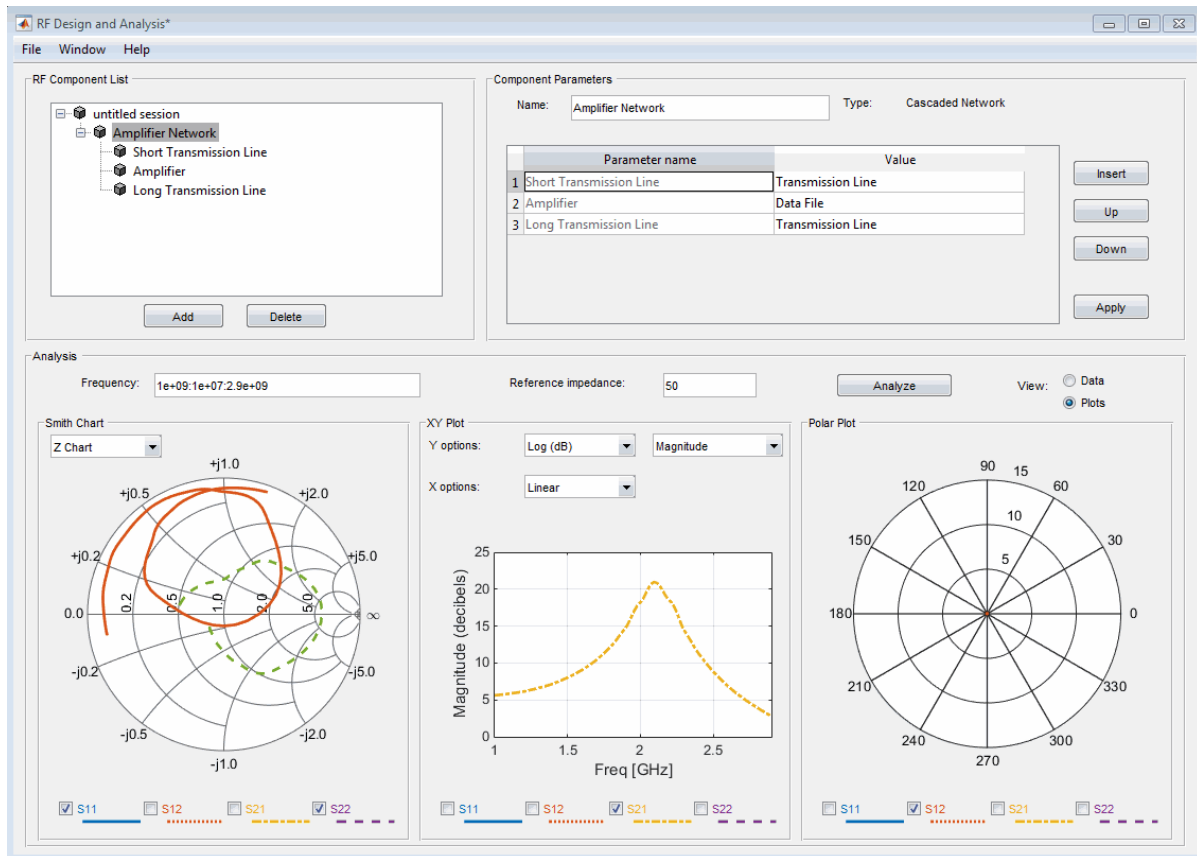 RF Design and Analysis*
File Window Help
RF Component List
untitled session
Amplifier Network
Short Transmission Line
Amplifier
Long Transmission Line
Add Delete
Component Parameters
Name: Amplifier Network Type: Cascaded Network
Parameter name Value
1 Short Transmission Line Transmission Line
2 Amplifier Data File
3 Long Transmission Line Transmission Line
Insert
Up
Down
Apply
Analysis
Frequency: 1e+09:1e+07:2.9e+09 Reference impedance: 50 Analyze View: Data
Plots
Smith Chart
Z Chart
+j1.0
+j0.5 +j2.0
+j0.2 +j5.0
0.0 0.2 0.5 1.0 2.0 5.0 ∞
-j0.2 -j5.0
-j0.5 -j2.0
-j1.0
S11 S12 S21 S22
XY Plot
Y options: Log (dB) Magnitude
X options: Linear
25
20
15
10
5
0
Magnitude (decibels)
1 1.5 2 2.5
Freq [GHz]
S11 S12 S21 S22
Polar Plot
90 15
120 60
10
150 5 30
180 0
210 330
240 300
270
S11 S12 S21 S22